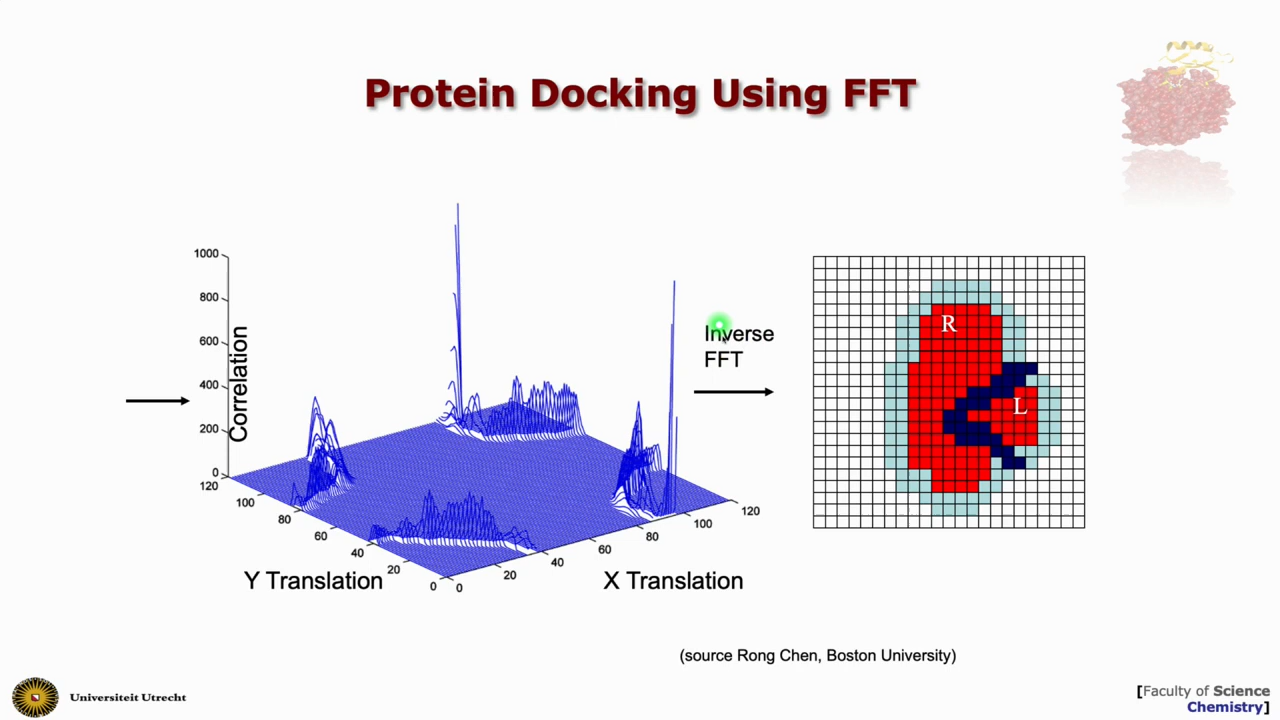 Protein Docking Using FFT
1000
800
600
400
200
0
Correlation
120
100
80
60
40
20
0
Y Translation
0
20
40
60
80
100
120
X Translation
Inverse
FFT
R
L
(source Rong Chen, Boston University)
Universiteit Utrecht
[Faculty of Science
Chemistry]